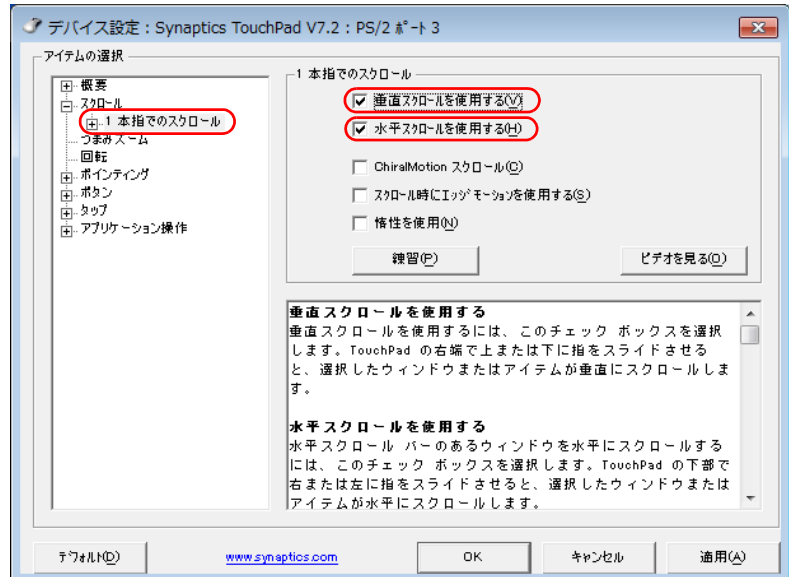 デバイス設定：Synaptics TouchPad V7.2：PS/2 ﾎﾟｰﾄ 3
アイテムの選択
概要
スクロール
1 本指でのスクロール
つまみズーム
回転
ポインティング
ボタン
タップ
アプリケーション操作
1 本指でのスクロール
垂直スクロールを使用する(V)
水平スクロールを使用する(H)
ChiralMotion スクロール(C)
スクロール時にエッジモーションを使用する(S)
惰性を使用(N)
練習(P)
ビデオを見る(O)
垂直スクロールを使用する
垂直スクロールを使用するには、このチェック ボックスを選択
します。TouchPad の右端で上または下に指をスライドさせる
と、選択したウィンドウまたはアイテムが垂直にスクロールしま
す。
水平スクロールを使用する
水平スクロール バーのあるウィンドウを水平にスクロールする
には、このチェック ボックスを選択します。TouchPad の下部で
右または左に指をスライドさせると、選択したウィンドウまたは
アイテムが水平にスクロールします。
デフォルト(D)
www.synaptics.com
OK
キャンセル
適用(A)